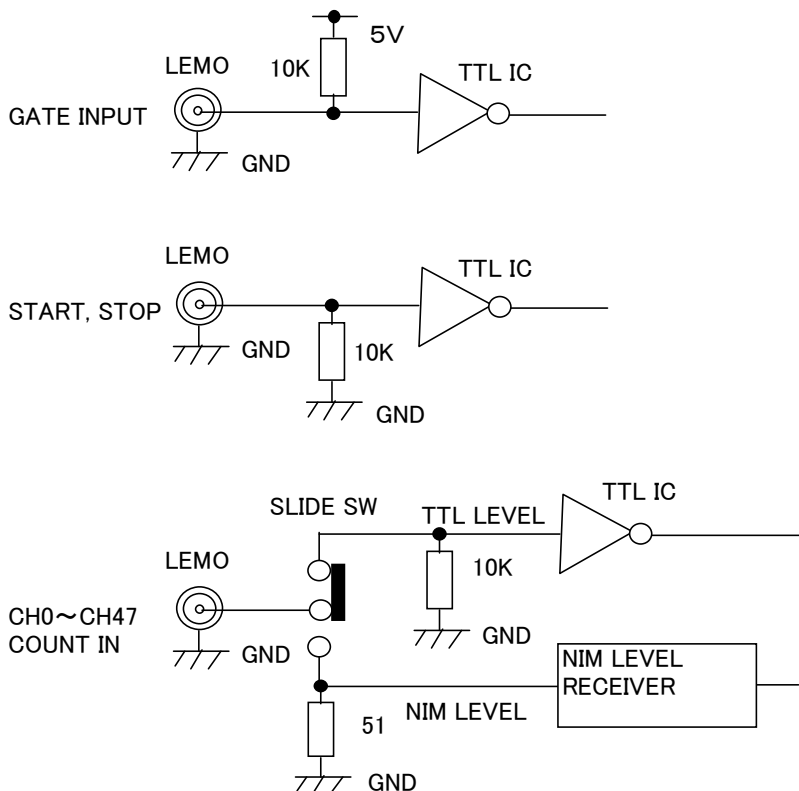 5V
LEMO
10K
TTL IC
GATE INPUT
GND
LEMO
TTL IC
START, STOP
GND
10K
GND
SLIDE SW
TTL LEVEL
TTL IC
LEMO
10K
CH0～CH47
COUNT IN
GND
GND
NIM LEVEL
RECEIVER
NIM LEVEL
51
GND